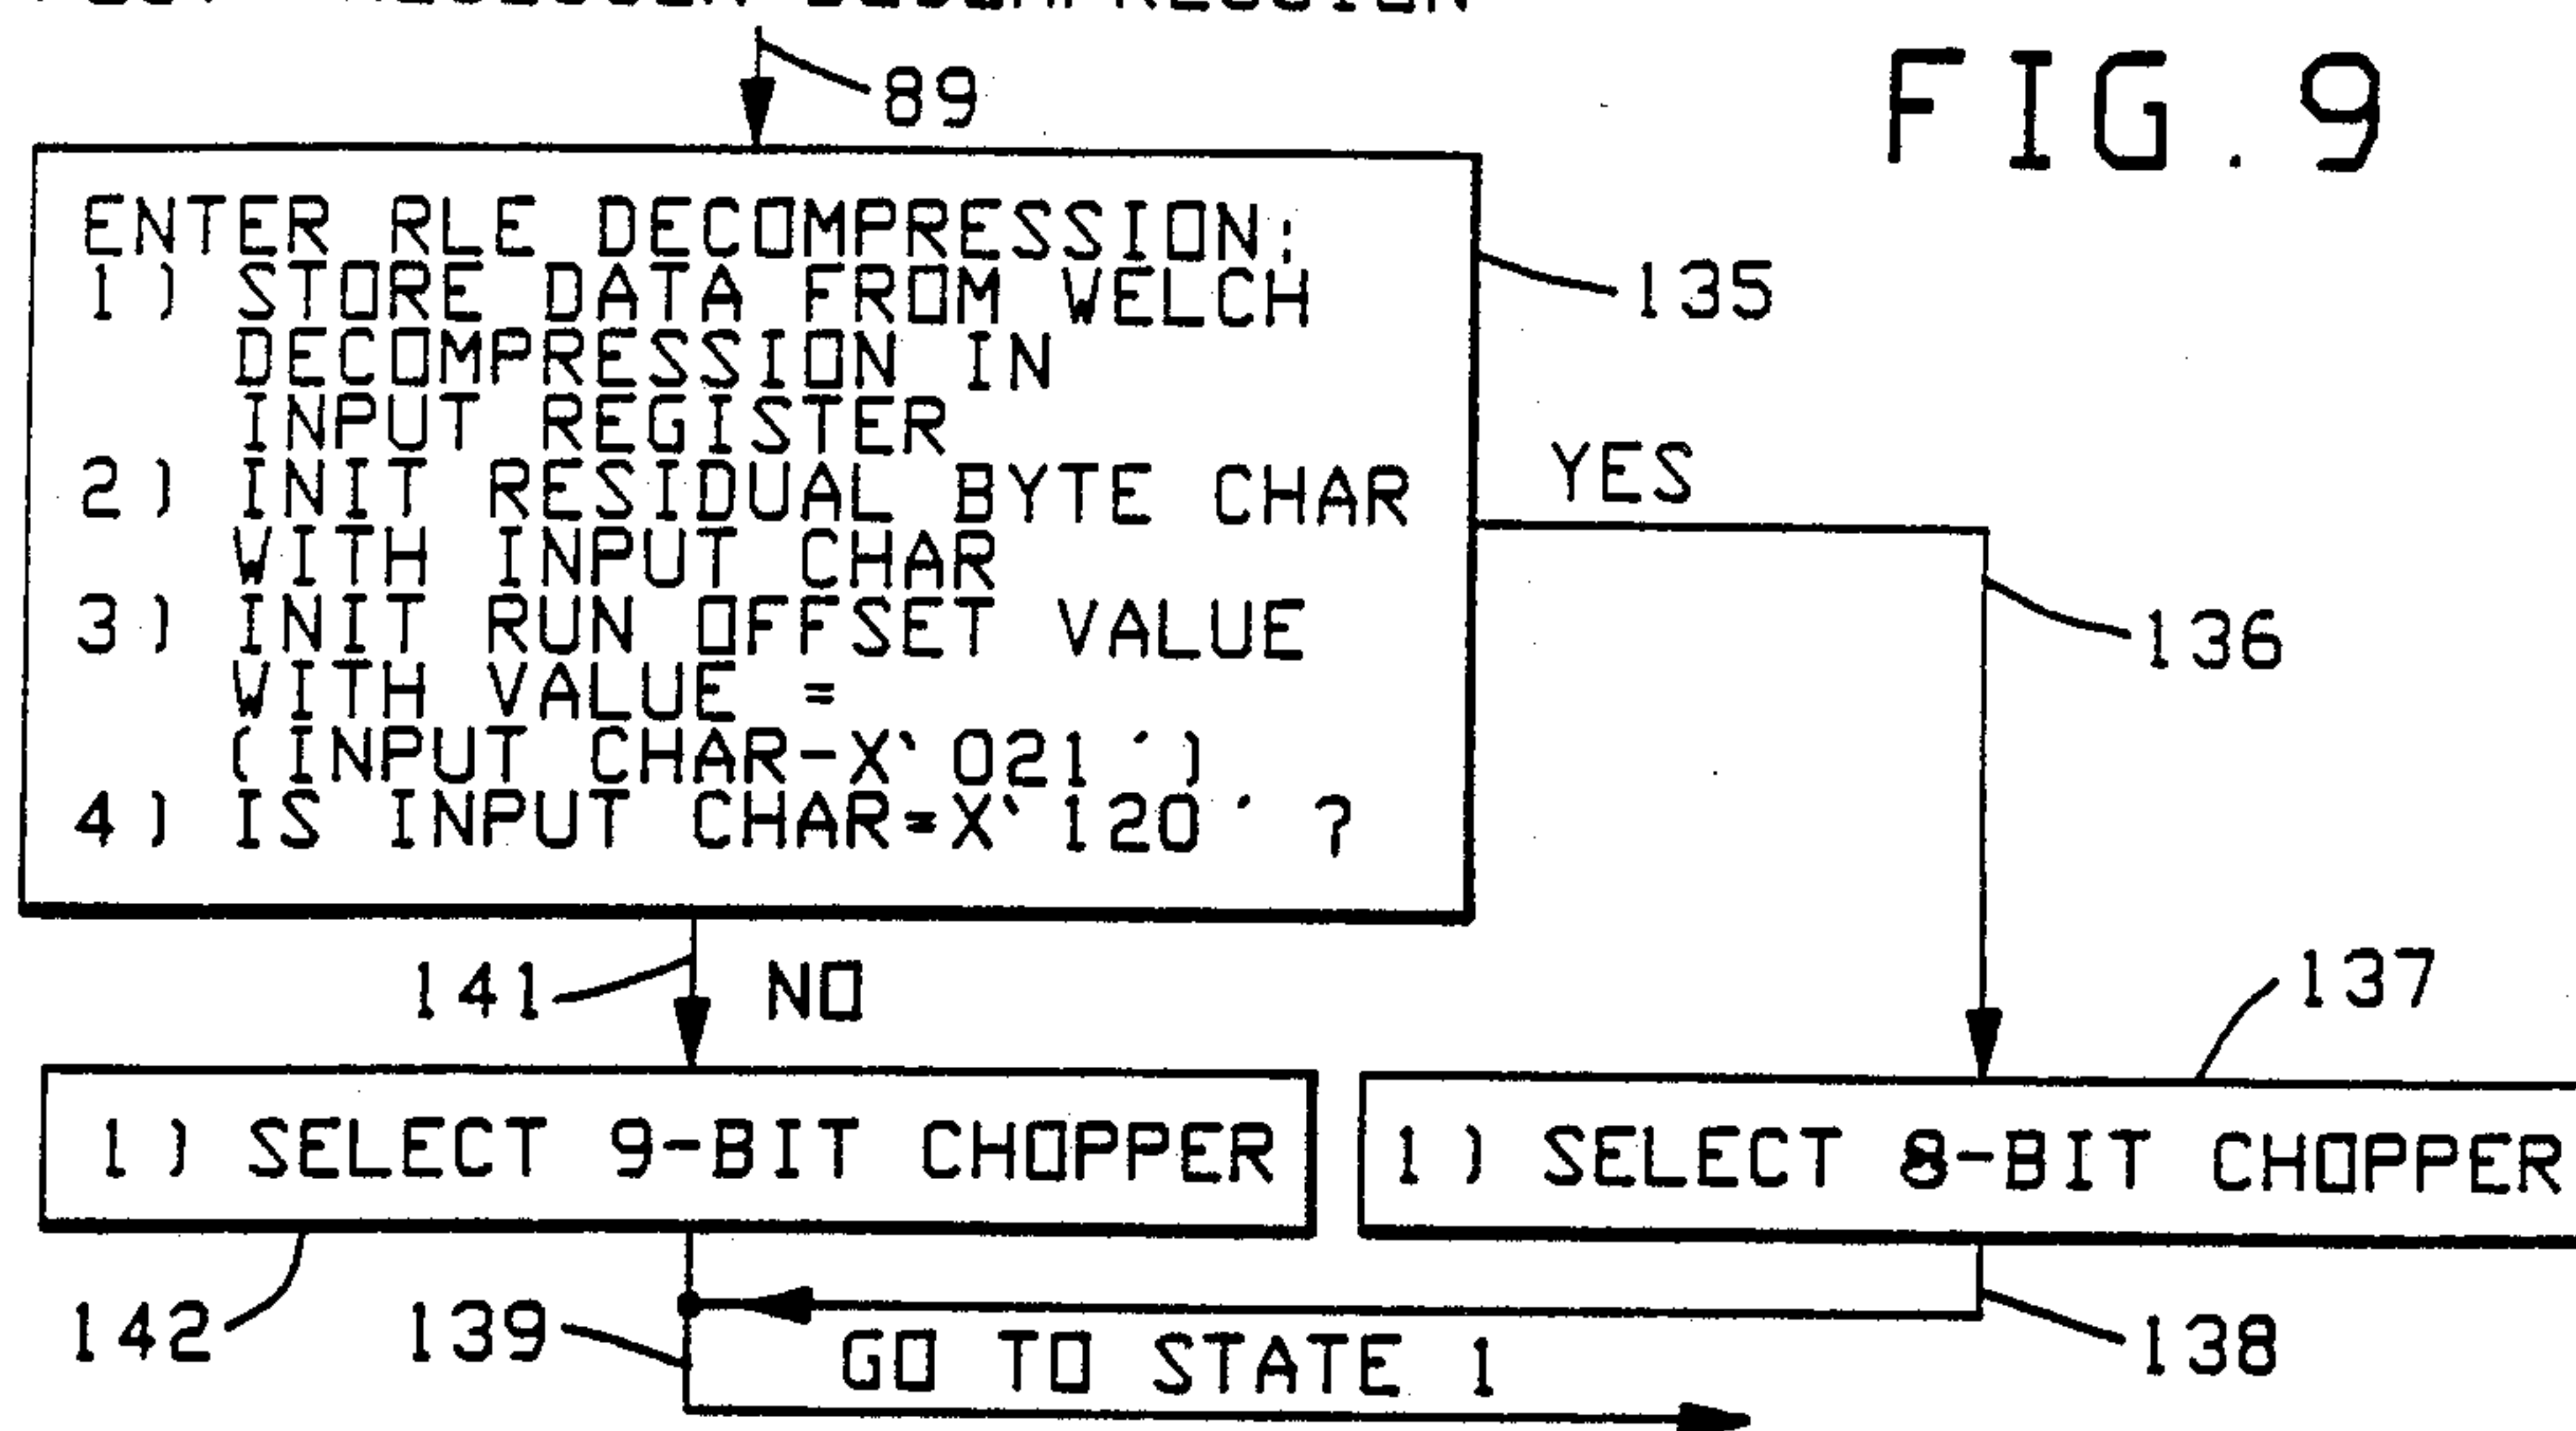 89
FIG. 9
ENTER RLE DECOMPRESSION:
1) STORE DATA FROM WELCH
DECOMPRESSION IN
INPUT REGISTER
2) INIT RESIDUAL BYTE CHAR
WITH INPUT CHAR
3) INIT RUN OFFSET VALUE
WITH VALUE =
(INPUT CHAR-X`021´)
4) IS INPUT CHAR=X`120´ ?
135
YES
136
141
NO
137
1) SELECT 9-BIT CHOPPER
1) SELECT 8-BIT CHOPPER
142
139
GO TO STATE 1
138